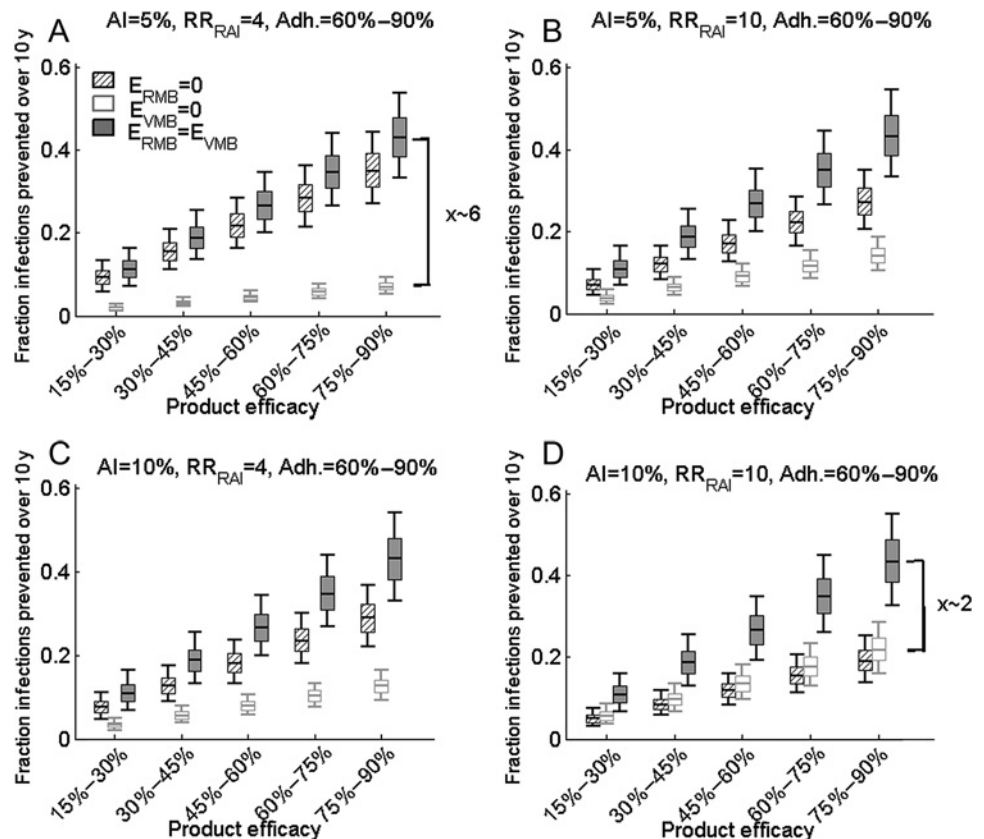 A
AI=5%, RR_RAI=4, Adh.=60%−90%
Fraction infections prevented over 10y
0.6
0.4
0.2
0
E_RMB=0
E_VMB=0
E_RMB=E_VMB
x~6
15%−30%
30%−45%
45%−60%
60%−75%
75%−90%
Product efficacy
B
AI=5%, RR_RAI=10, Adh.=60%−90%
Fraction infections prevented over 10y
0.6
0.4
0.2
0
15%−30%
30%−45%
45%−60%
60%−75%
75%−90%
Product efficacy
C
AI=10%, RR_RAI=4, Adh.=60%−90%
Fraction infections prevented over 10y
0.6
0.4
0.2
0
15%−30%
30%−45%
45%−60%
60%−75%
75%−90%
Product efficacy
D
AI=10%, RR_RAI=10, Adh.=60%−90%
Fraction infections prevented over 10y
0.6
0.4
0.2
0
x~2
15%−30%
30%−45%
45%−60%
60%−75%
75%−90%
Product efficacy